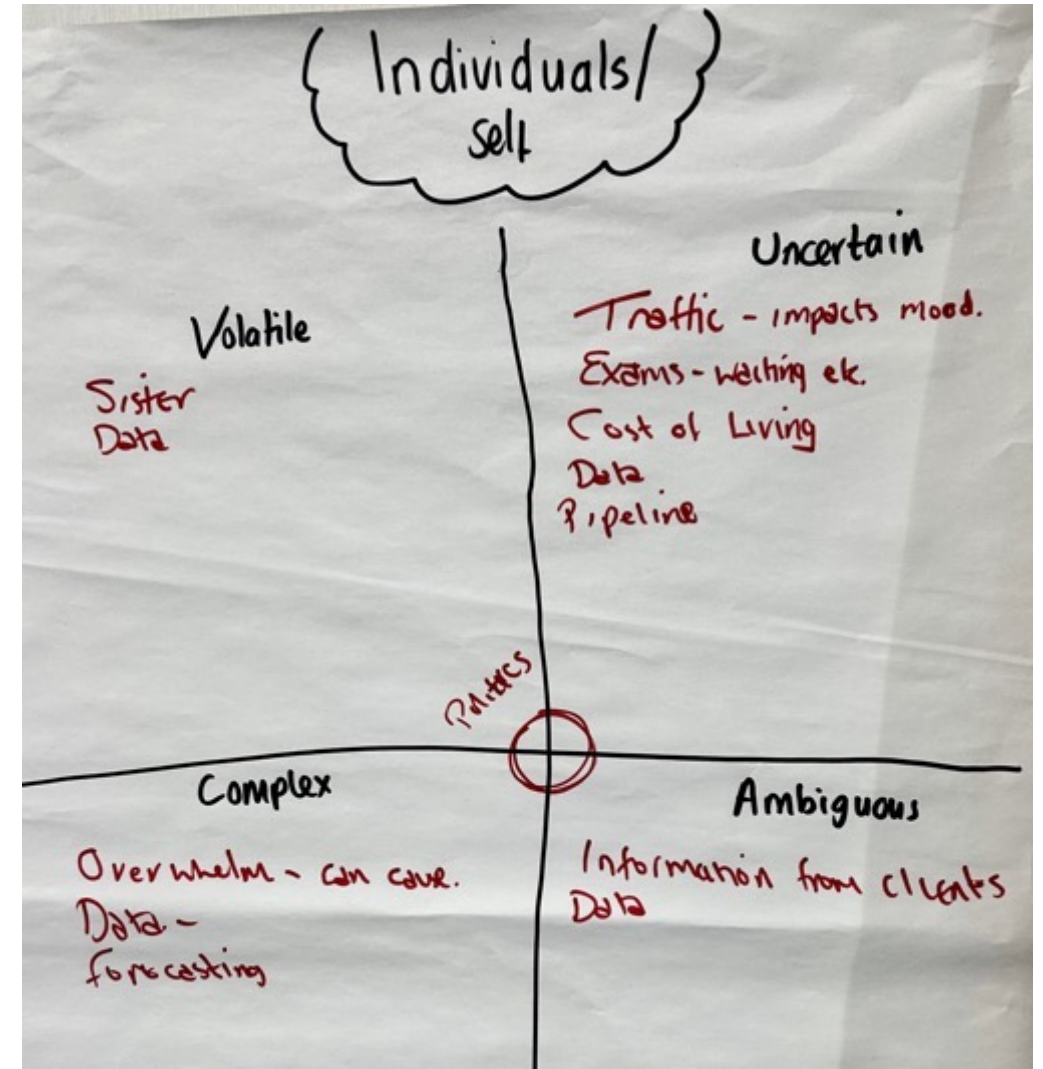 Individuals/
Self
Volatile
Sister
Data
Uncertain
Traffic - impacts mood.
Exams - waiting etc.
Cost of Living
Data
Pipeline
Politics
Complex
Overwhelm - can cause.
Data -
forecasting
Ambiguous
Information from clients
Data